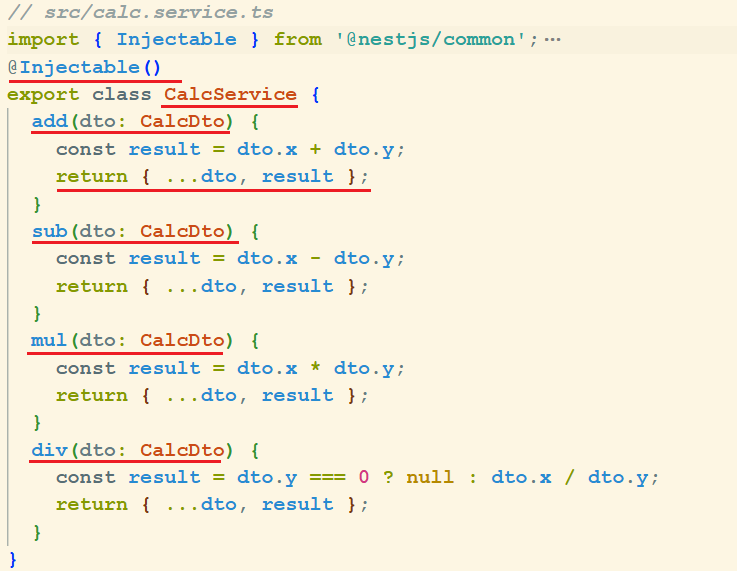 // src/calc.service.ts
import { Injectable } from '@nestjs/common';…
@Injectable()
export class CalcService {
  add(dto: CalcDto) {
    const result = dto.x + dto.y;
    return { ...dto, result };
  }
  sub(dto: CalcDto) {
    const result = dto.x - dto.y;
    return { ...dto, result };
  }
  mul(dto: CalcDto) {
    const result = dto.x * dto.y;
    return { ...dto, result };
  }
  div(dto: CalcDto) {
    const result = dto.y === 0 ? null : dto.x / dto.y;
    return { ...dto, result };
  }
}